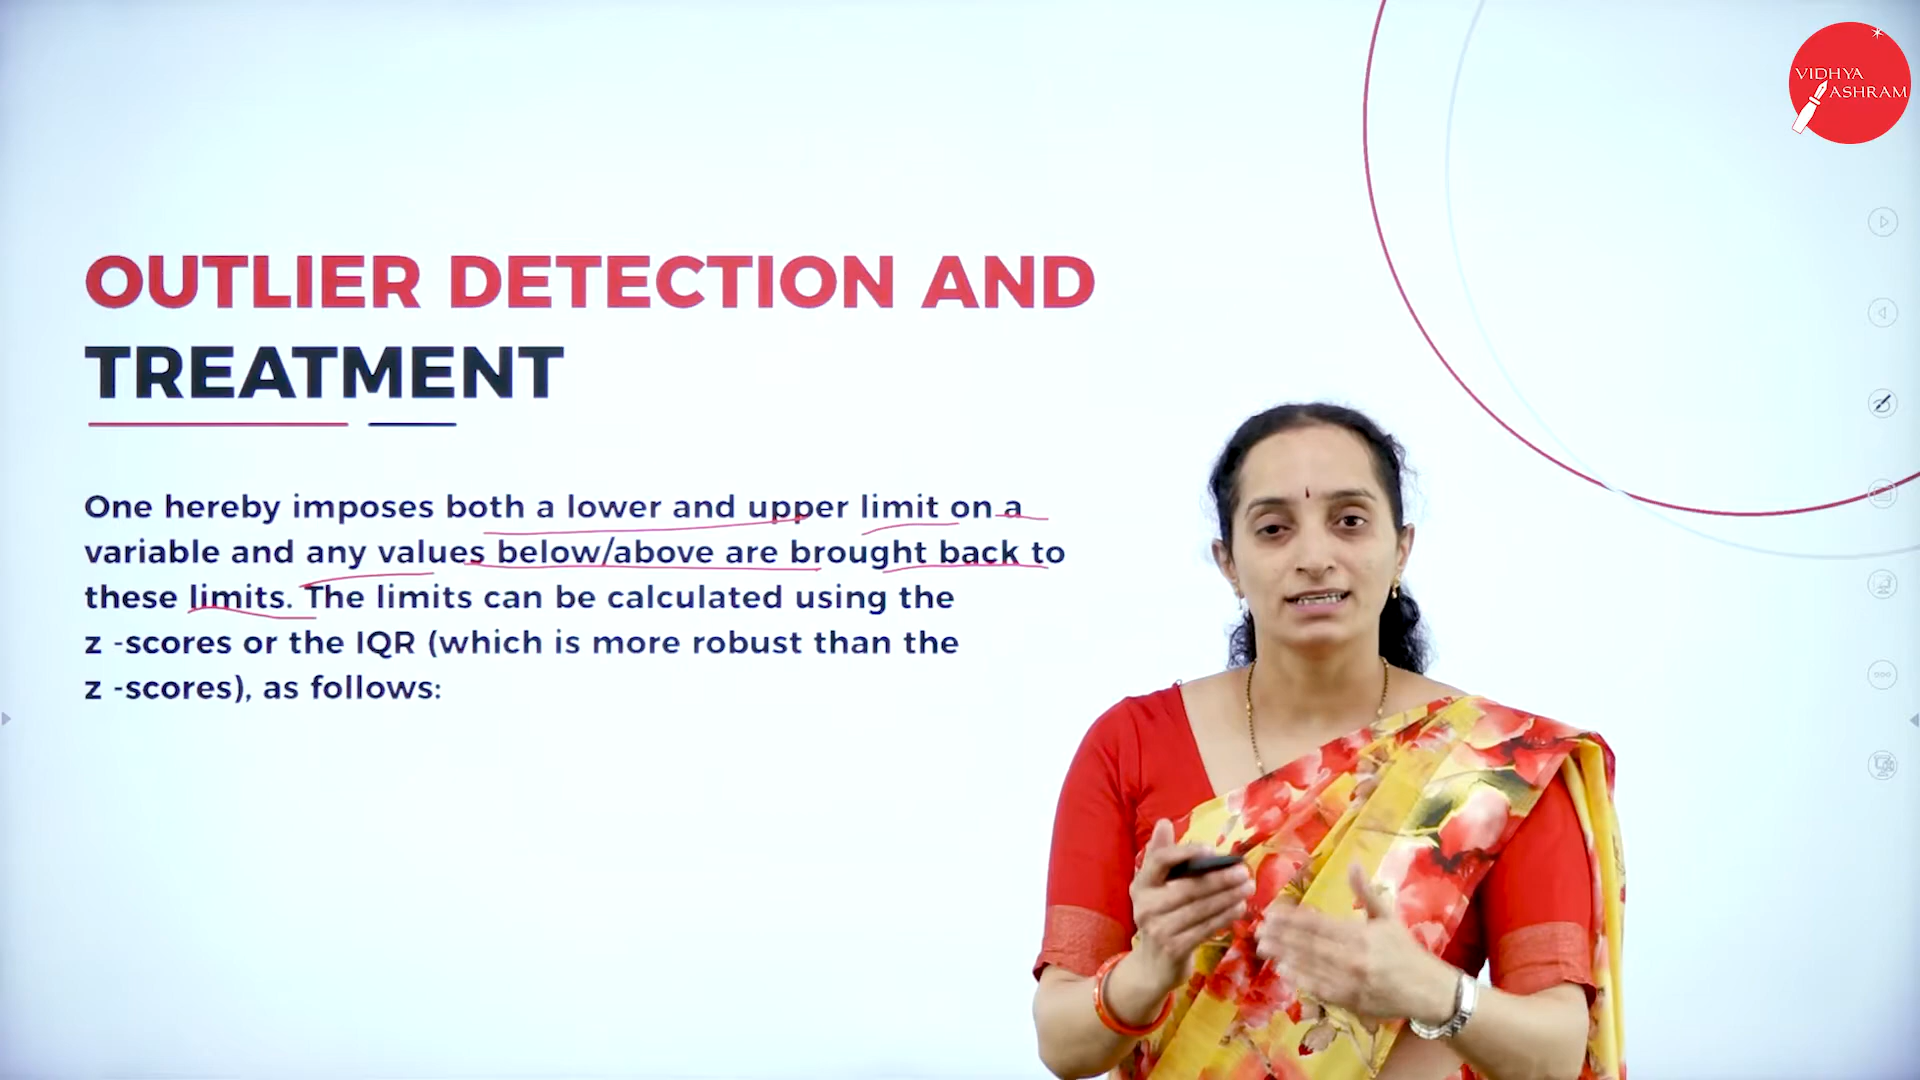 VIDHYA
ASHRAM
OUTLIER DETECTION AND
TREATMENT
One hereby imposes both a lower and upper limit on a
variable and any values below/above are brought back to
these limits. The limits can be calculated using the
z -scores or the IQR (which is more robust than the
z -scores), as follows: